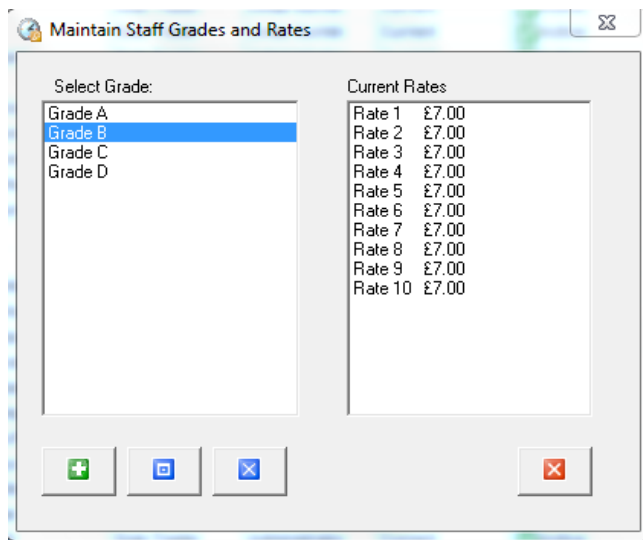 Maintain Staff Grades and Rates
Select Grade:
Grade A
Grade B
Grade C
Grade D
Current Rates
Rate 1 £7.00
Rate 2 £7.00
Rate 3 £7.00
Rate 4 £7.00
Rate 5 £7.00
Rate 6 £7.00
Rate 7 £7.00
Rate 8 £7.00
Rate 9 £7.00
Rate 10 £7.00